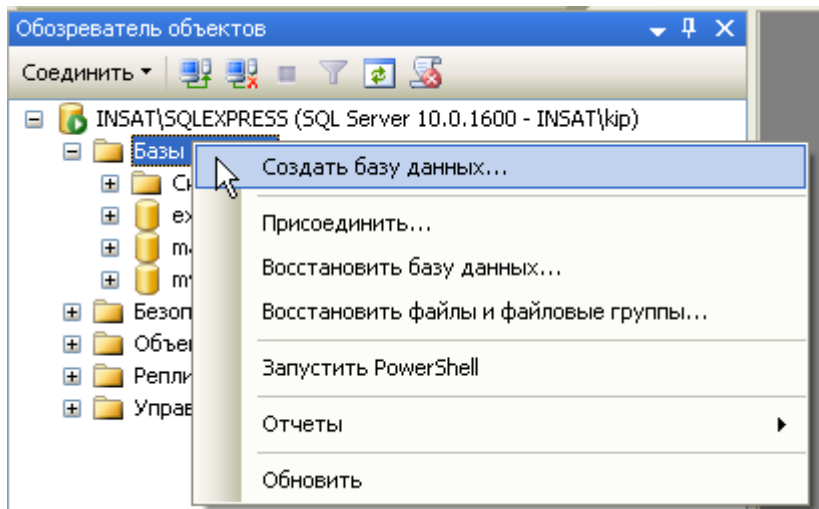 Обозреватель объектов
Соединить
INSAT\SQLEXPRESS (SQL Server 10.0.1600 - INSAT\kip)
Базы
Создать базу данных...
Присоединить...
Восстановить базу данных...
Восстановить файлы и файловые группы...
Запустить PowerShell
Отчеты
Обновить